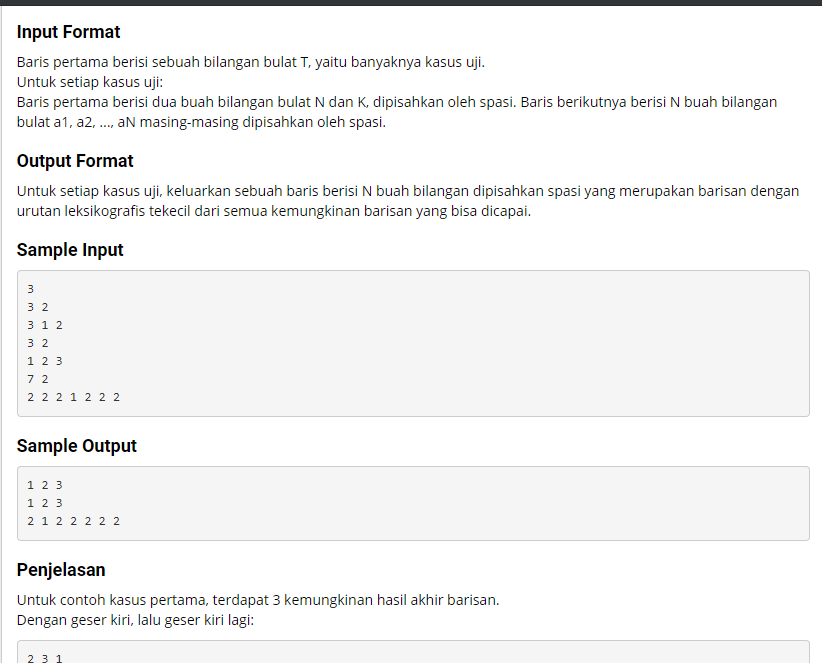 Input Format
Baris pertama berisi sebuah bilangan bulat T, yaitu banyaknya kasus uji.
Untuk setiap kasus uji:
Baris pertama berisi dua buah bilangan bulat N dan K, dipisahkan oleh spasi. Baris berikutnya berisi N buah bilangan
bulat a1, a2, ..., aN masing-masing dipisahkan oleh spasi.
Output Format
Untuk setiap kasus uji, keluarkan sebuah baris berisi N buah bilangan dipisahkan spasi yang merupakan barisan dengan
urutan leksikografis tekecil dari semua kemungkinan barisan yang bisa dicapai.
Sample Input
3
3 2
3 1 2
3 2
1 2 3
7 2
2 2 2 1 2 2 2
Sample Output
1 2 3
1 2 3
2 1 2 2 2 2 2
Penjelasan
Untuk contoh kasus pertama, terdapat 3 kemungkinan hasil akhir barisan.
Dengan geser kiri, lalu geser kiri lagi:
2 3 1